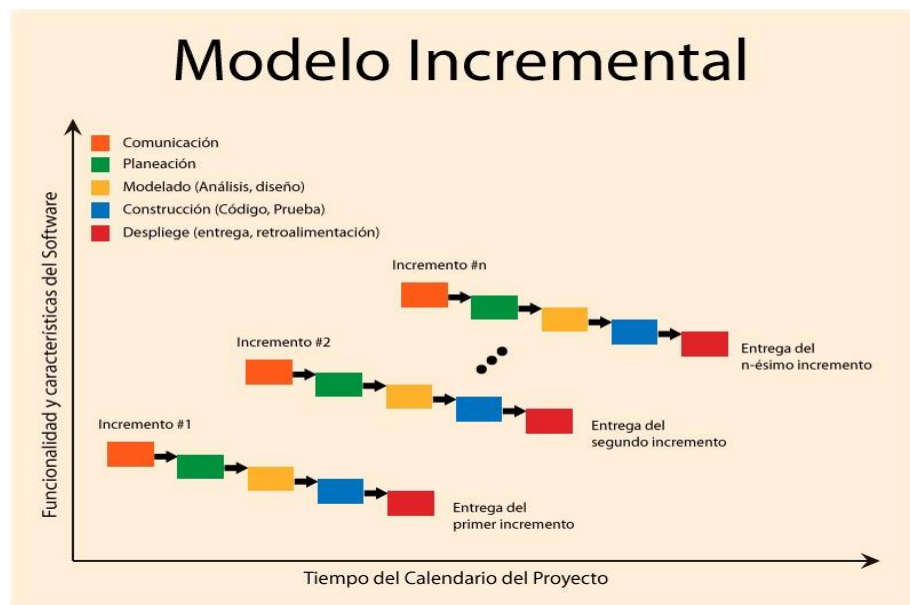 Modelo Incremental
Comunicación
Planeación
Modelado (Análisis, diseño)
Construcción (Código, Prueba)
Despliege (entrega, retroalimentación)
Funcionalidad y características del Software
Incremento #n
Entrega del
n-ésimo incremento
Incremento #2
Entrega del
segundo incremento
Incremento #1
Entrega del
primer incremento
Tiempo del Calendario del Proyecto